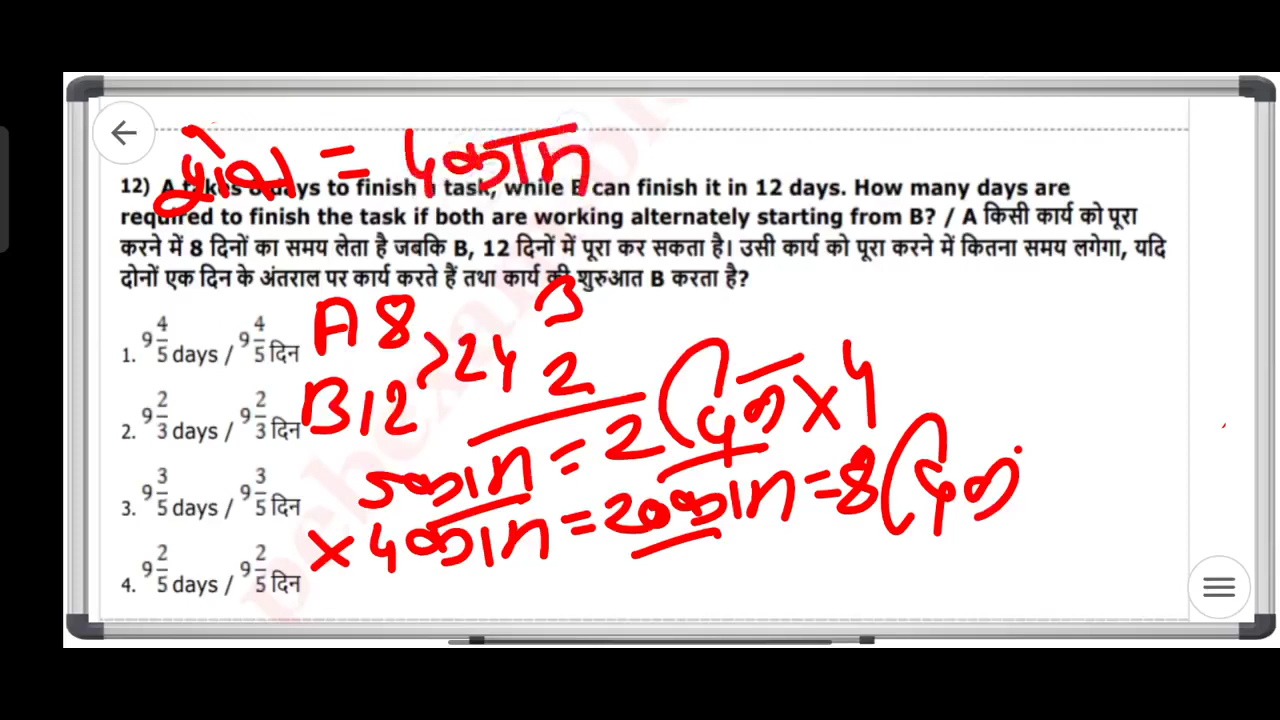 शेष = 4 काम
12) A takes 8 days to finish a task, while B can finish it in 12 days. How many days are
required to finish the task if both are working alternately starting from B? / A किसी कार्य को पूरा
करने में 8 दिनों का समय लेता है जबकि B, 12 दिनों में पूरा कर सकता है। उसी कार्य को पूरा करने में कितना समय लगेगा, यदि
दोनों एक दिन के अंतराल पर कार्य करते हैं तथा कार्य की शुरुआत B करता है?
A 8 > 24 3
B 12 2
5 काम = 2 दिन × 4
× 4 काम = 20 काम = 8 दिन
1. 9 4/5 days / 9 4/5 दिन
2. 9 2/3 days / 9 2/3 दिन
3. 9 3/5 days / 9 3/5 दिन
4. 9 2/5 days / 9 2/5 दिन